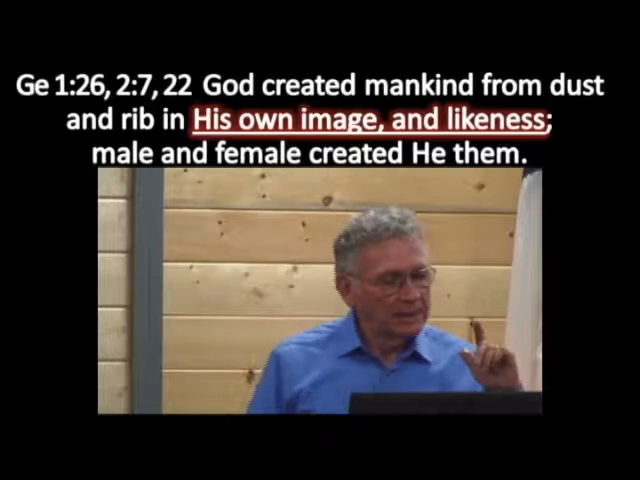 Ge 1:26, 2:7, 22 God created mankind from dust
and rib in His own image, and likeness;
male and female created He them.